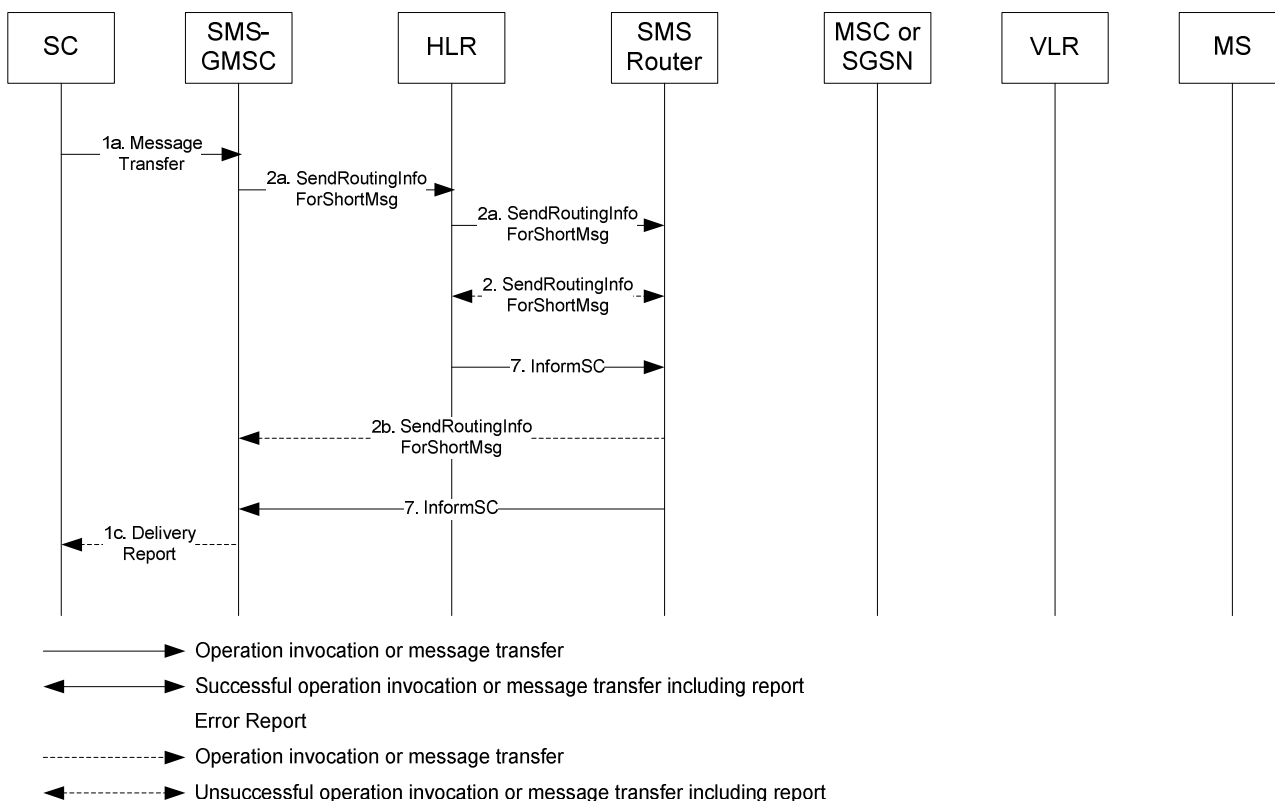 SC
SMS-
GMSC
HLR
SMS
Router
MSC or
SGSN
VLR
MS
1a. Message
Transfer
2a. SendRoutingInfo
ForShortMsg
2a. SendRoutingInfo
ForShortMsg
2. SendRoutingInfo
ForShortMsg
7. InformSC
2b. SendRoutingInfo
ForShortMsg
7. InformSC
1c. Delivery
Report
Operation invocation or message transfer
Successful operation invocation or message transfer including report
Error Report
Operation invocation or message transfer
Unsuccessful operation invocation or message transfer including report